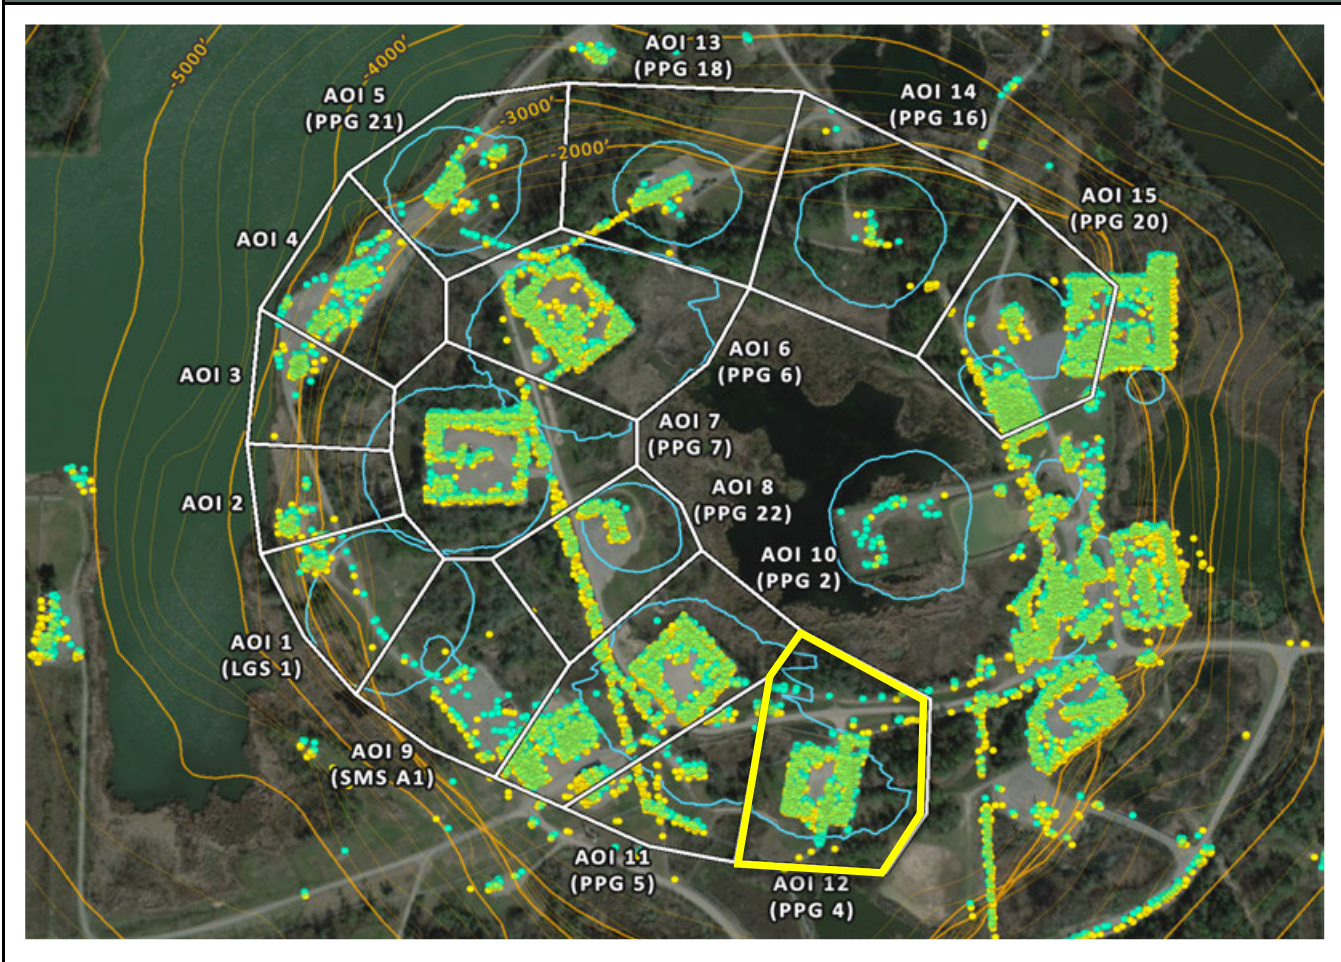 -5000'
-4000'
-3000'
-2000'
AOI 13
(PPG 18)
AOI 5
(PPG 21)
AOI 14
(PPG 16)
AOI 15
(PPG 20)
AOI 4
AOI 3
AOI 6
(PPG 6)
AOI 7
(PPG 7)
AOI 2
AOI 8
(PPG 22)
AOI 10
(PPG 2)
AOI 1
(LGS 1)
AOI 9
(SMS A1)
AOI 11
(PPG 5)
AOI 12
(PPG 4)